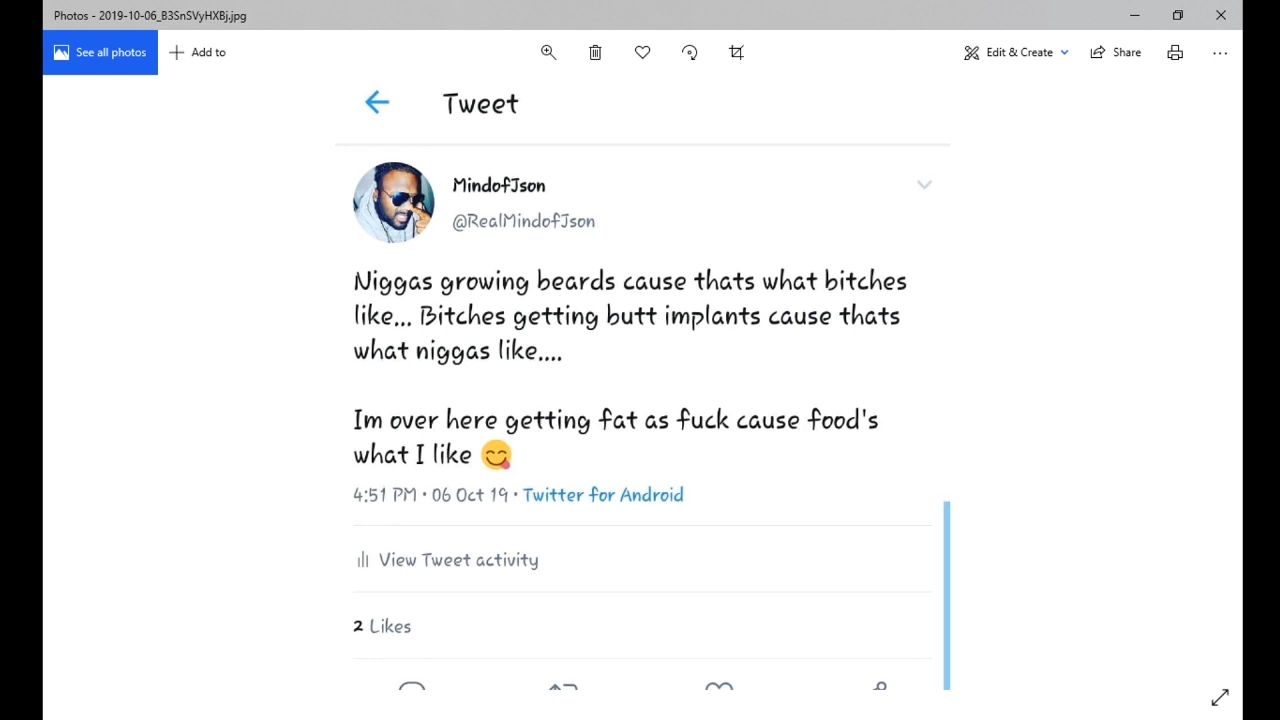 Photos - 2019-10-06_B3SnSVyHXBj.jpg
See all photos
Add to
Edit & Create
Share
Tweet
MindofJson
@RealMindofJson
Niggas growing beards cause thats what bitches
like... Bitches getting butt implants cause thats
what niggas like....
Im over here getting fat as fuck cause food's
what I like 😋
4:51 PM · 06 Oct 19 · Twitter for Android
View Tweet activity
2 Likes